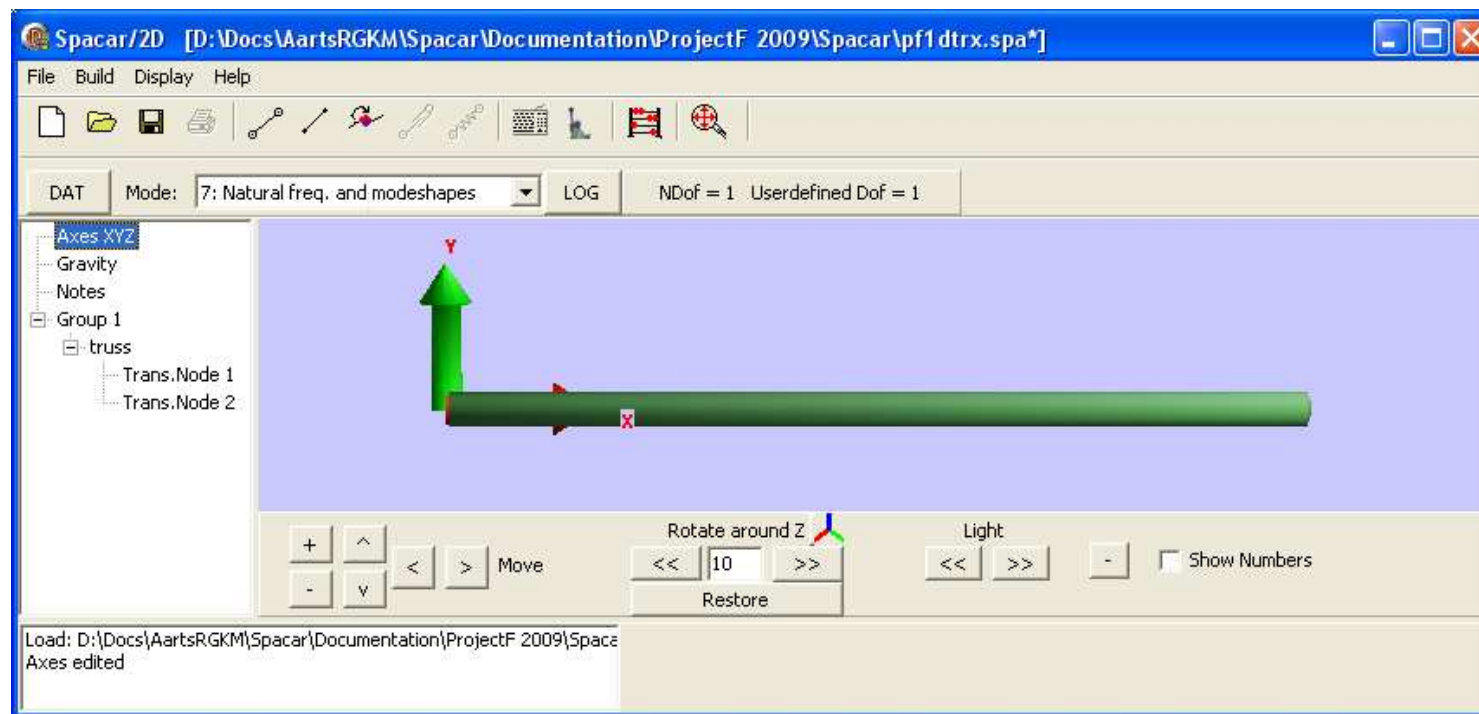 Spacar/2D [D:\Docs\AartsRGKM\Spacar\Documentation\ProjectF 2009\Spacar\pf1dtrx.spa*]
File Build Display Help
DAT Mode: 7: Natural freq. and modeshapes LOG NDof = 1 Userdefined Dof = 1
Axes XYZ
Gravity
Notes
Group 1
truss
Trans.Node 1
Trans.Node 2
Y
X
+ ^ < > Move
- v
Rotate around Z
<< 10 >>
Restore
Light
<< >>
- Show Numbers
Load: D:\Docs\AartsRGKM\Spacar\Documentation\ProjectF 2009\Spaca
Axes edited